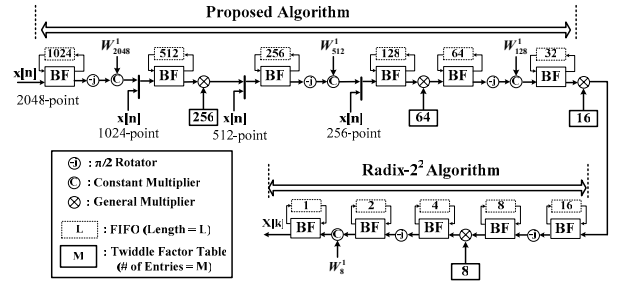 Proposed Algorithm
1024
512
256
128
64
32
W¹₂₀₄₈
W¹₅₁₂
W¹₁₂₈
x[n]
BF
-j
C
BF
BF
-j
C
BF
BF
-j
C
BF
2048-point
256
64
16
x[n]
x[n]
x[n]
1024-point
512-point
256-point
Radix-2² Algorithm
-j : π/2 Rotator
C : Constant Multiplier
: General Multiplier
L : FIFO (Length = L)
M : Twiddle Factor Table
(# of Entries = M)
1
2
4
8
16
X[k]
BF
C
BF
-j
BF
BF
-j
BF
W¹₈
8